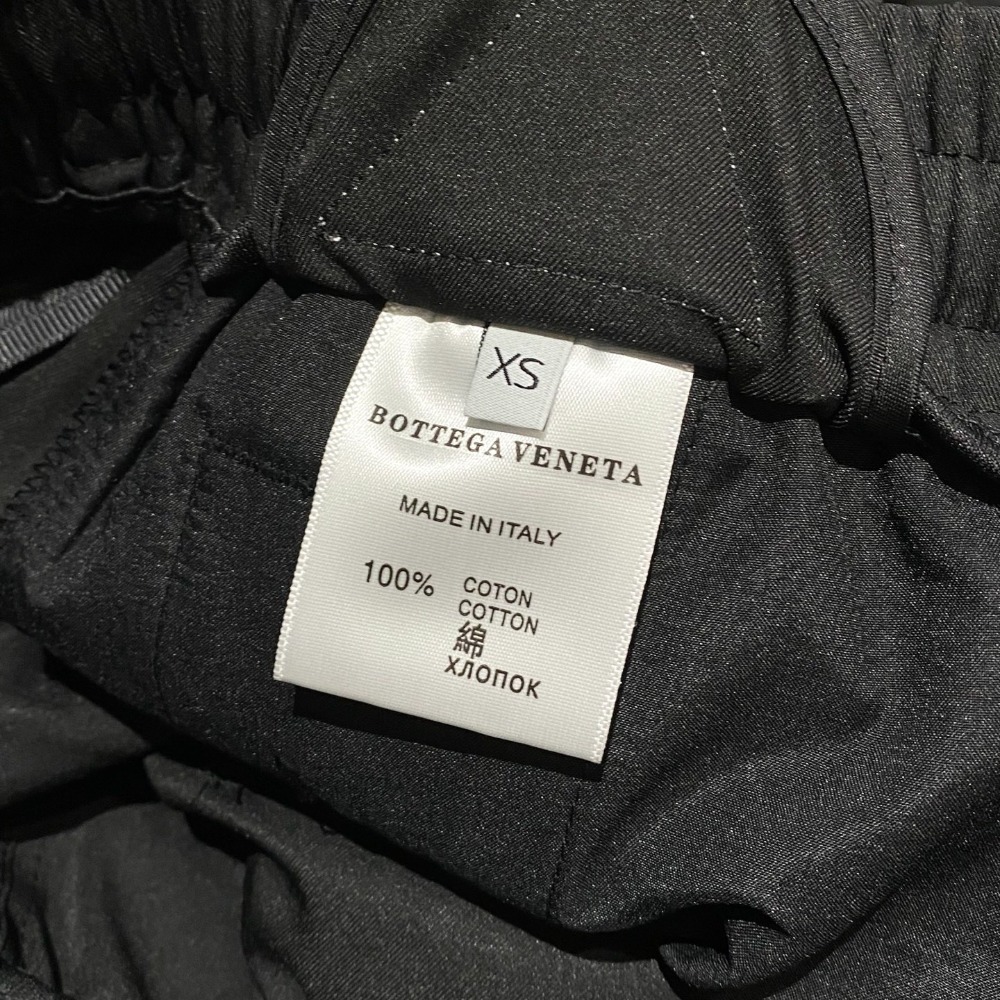 XS
BOTTEGA VENETA
MADE IN ITALY
100% COTON
COTTON
綿
ХЛОПОК